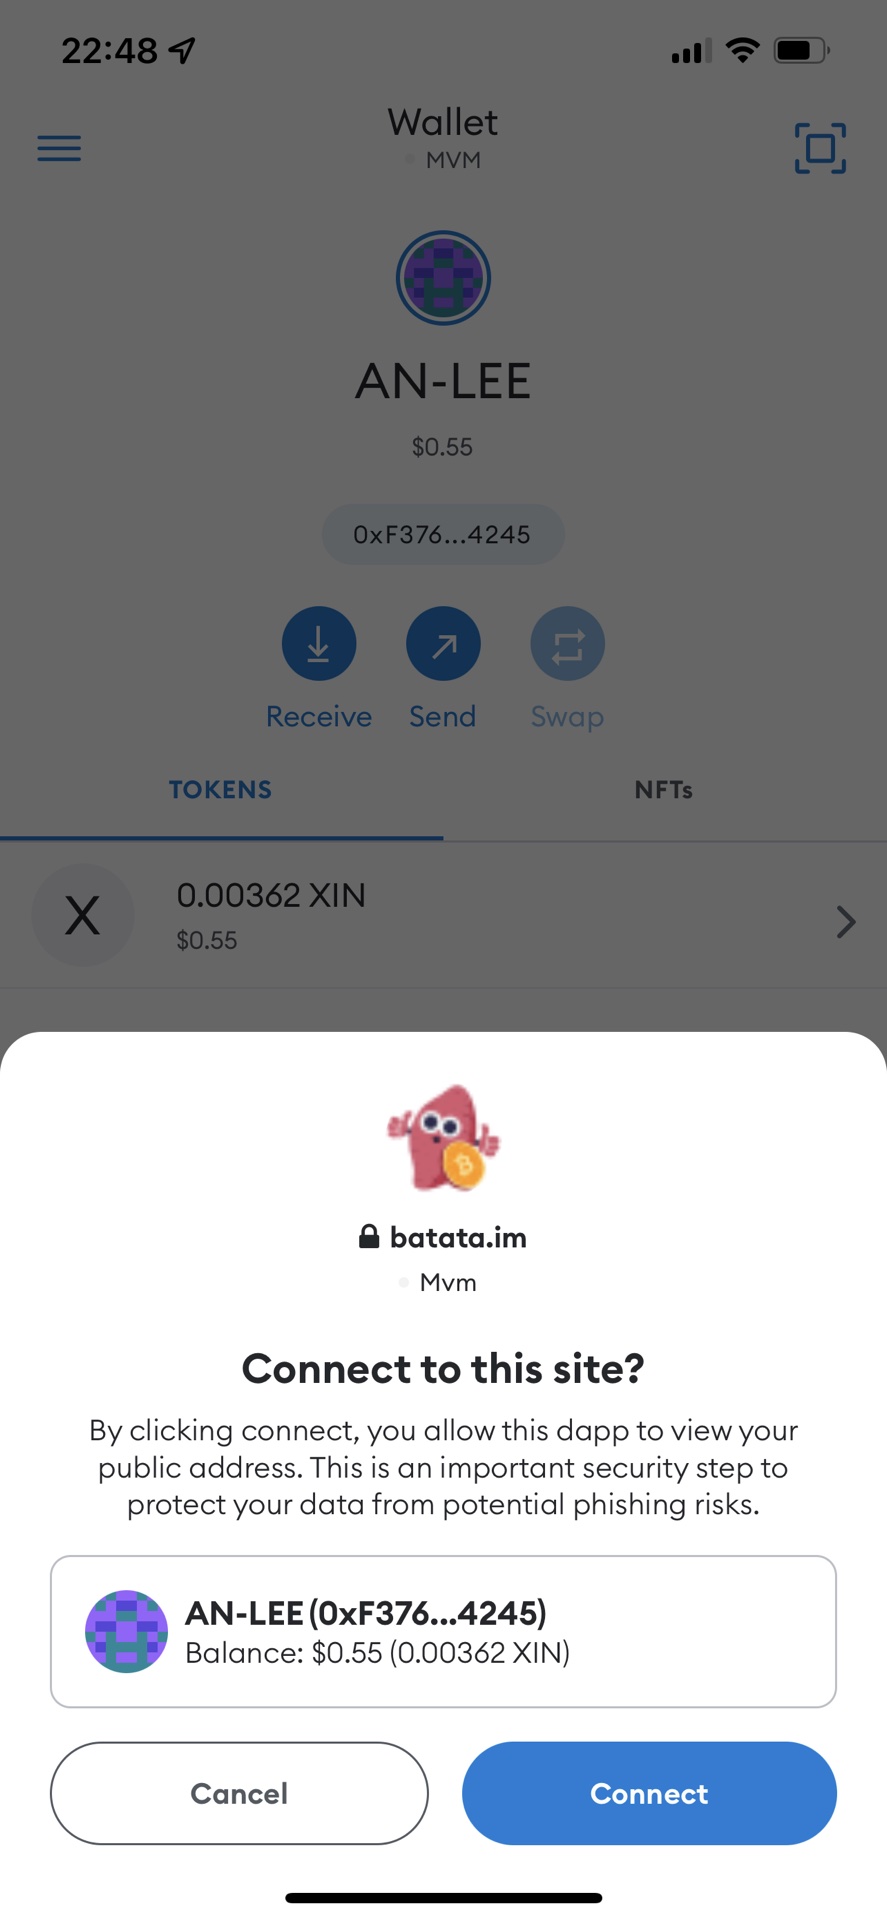 22:48
Wallet
MVM
AN-LEE
$0.55
0xF376...4245
Receive
Send
Swap
TOKENS
NFTs
X
0.00362 XIN
$0.55
batata.im
Mvm
Connect to this site?
By clicking connect, you allow this dapp to view your
public address. This is an important security step to
protect your data from potential phishing risks.
AN-LEE (0xF376...4245)
Balance: $0.55 (0.00362 XIN)
Cancel
Connect